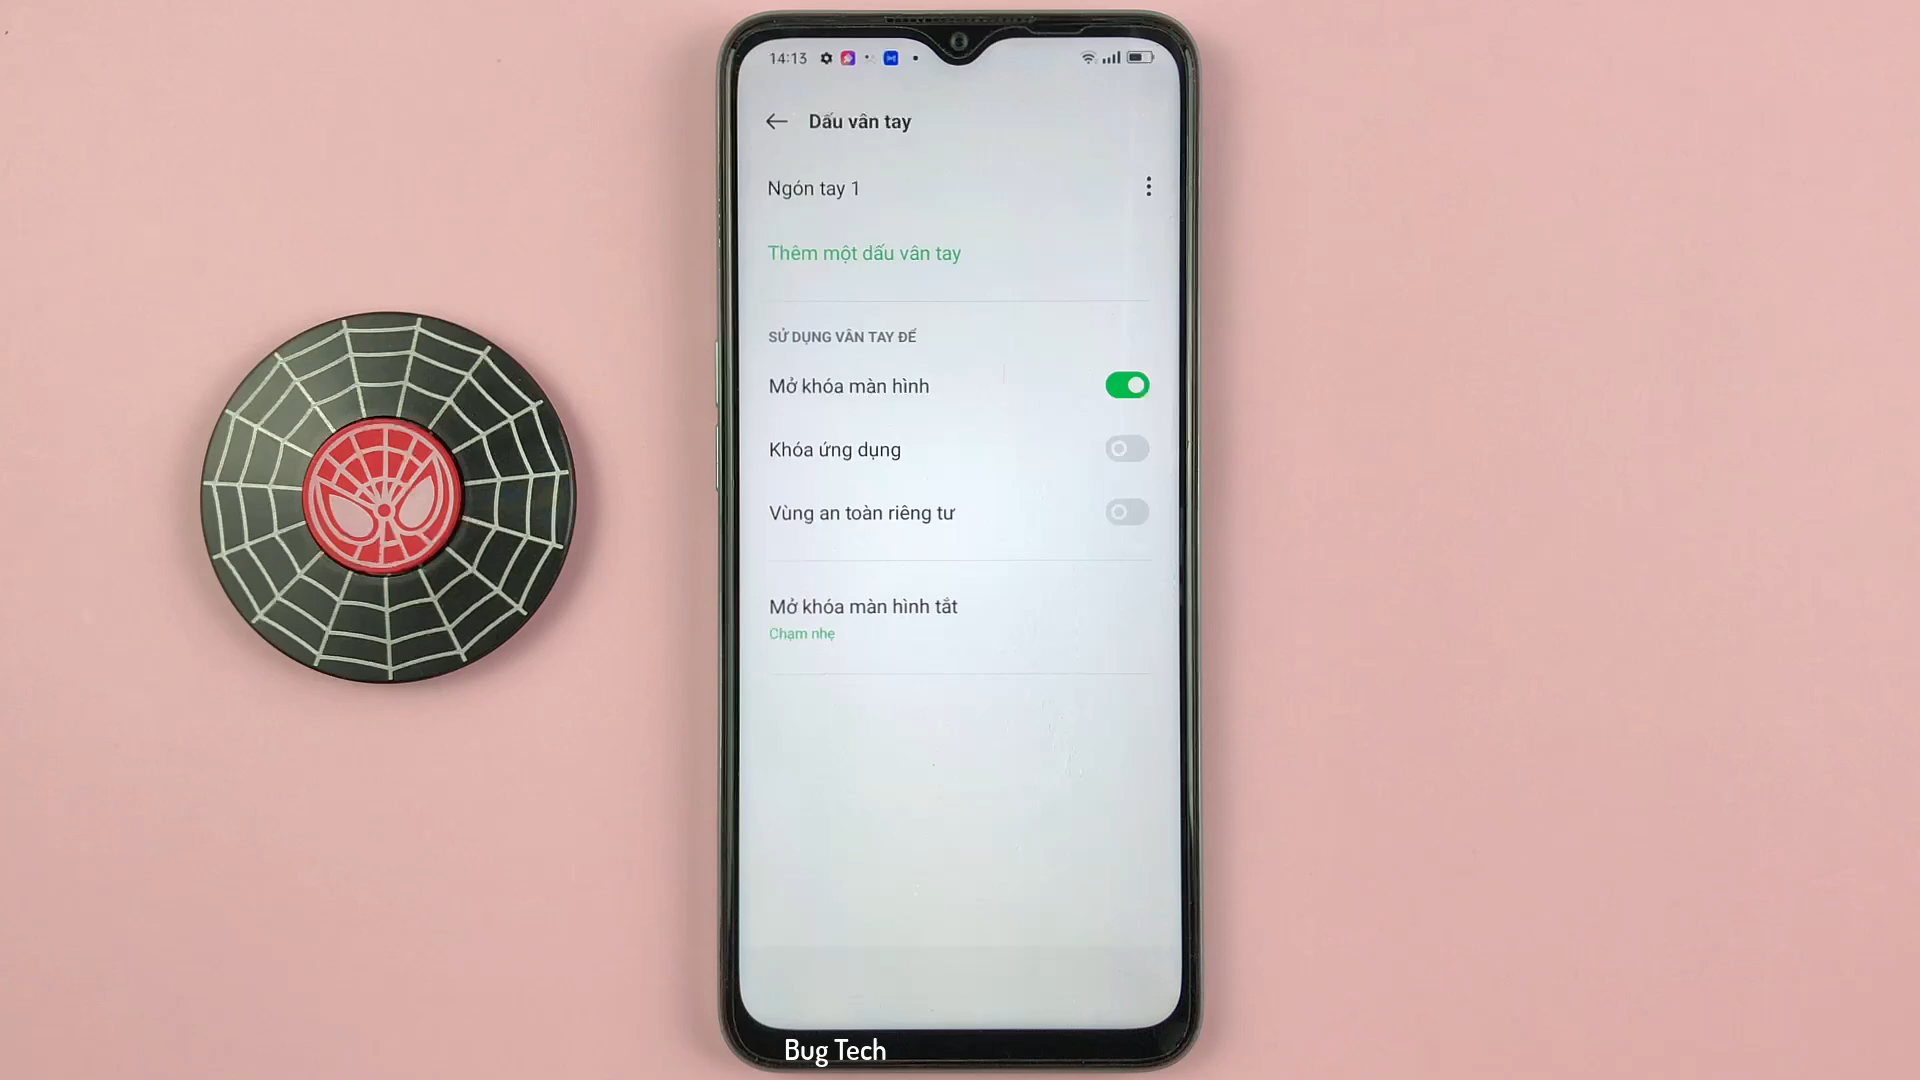 14:13
Dấu vân tay
Ngón tay 1
Thêm một dấu vân tay
SỬ DỤNG VÂN TAY ĐỂ
Mở khóa màn hình
Khóa ứng dụng
Vùng an toàn riêng tư
Mở khóa màn hình tắt
Chạm nhẹ
Bug Tech